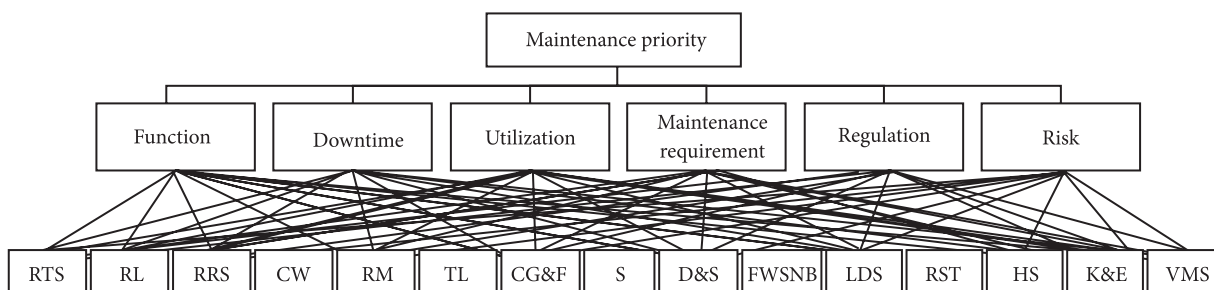 Maintenance priority
Function
Downtime
Utilization
Maintenance
requirement
Regulation
Risk
RTS
RL
RRS
CW
RM
TL
CG&F
S
D&S
FWSNB
LDS
RST
HS
K&E
VMS